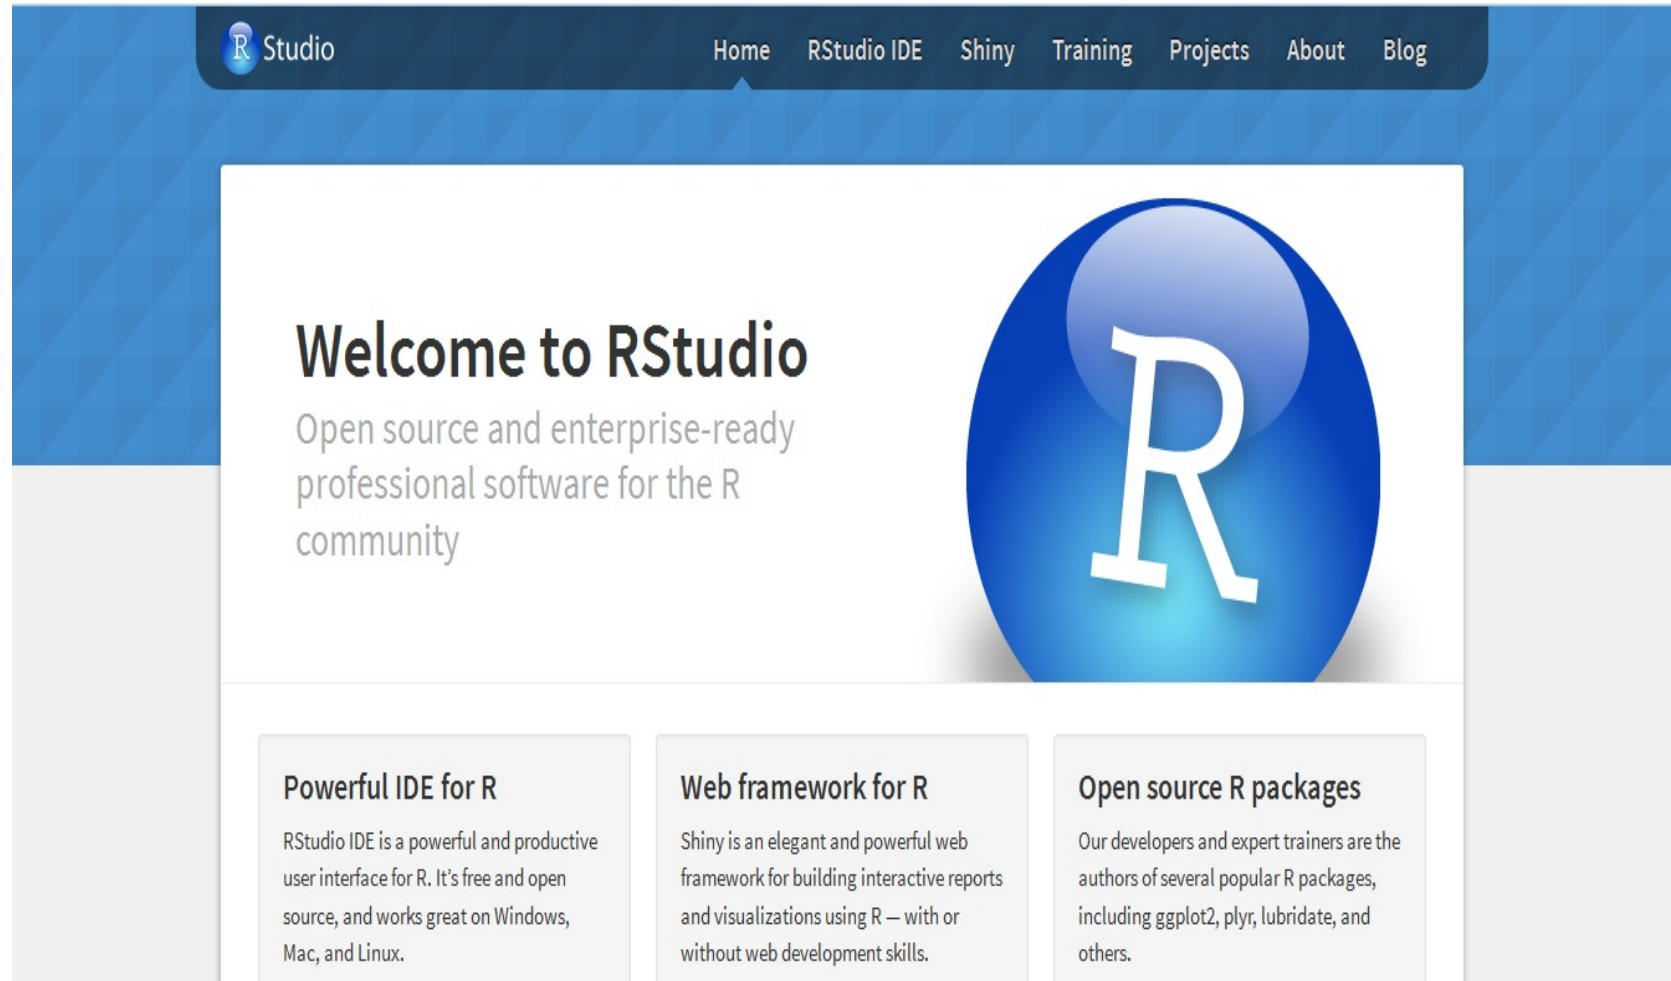 R Studio
Home RStudio IDE Shiny Training Projects About Blog
Welcome to RStudio
Open source and enterprise-ready
professional software for the R
community
R
Powerful IDE for R
RStudio IDE is a powerful and productive
user interface for R. It's free and open
source, and works great on Windows,
Mac, and Linux.
Web framework for R
Shiny is an elegant and powerful web
framework for building interactive reports
and visualizations using R — with or
without web development skills.
Open source R packages
Our developers and expert trainers are the
authors of several popular R packages,
including ggplot2, plyr, lubridate, and
others.